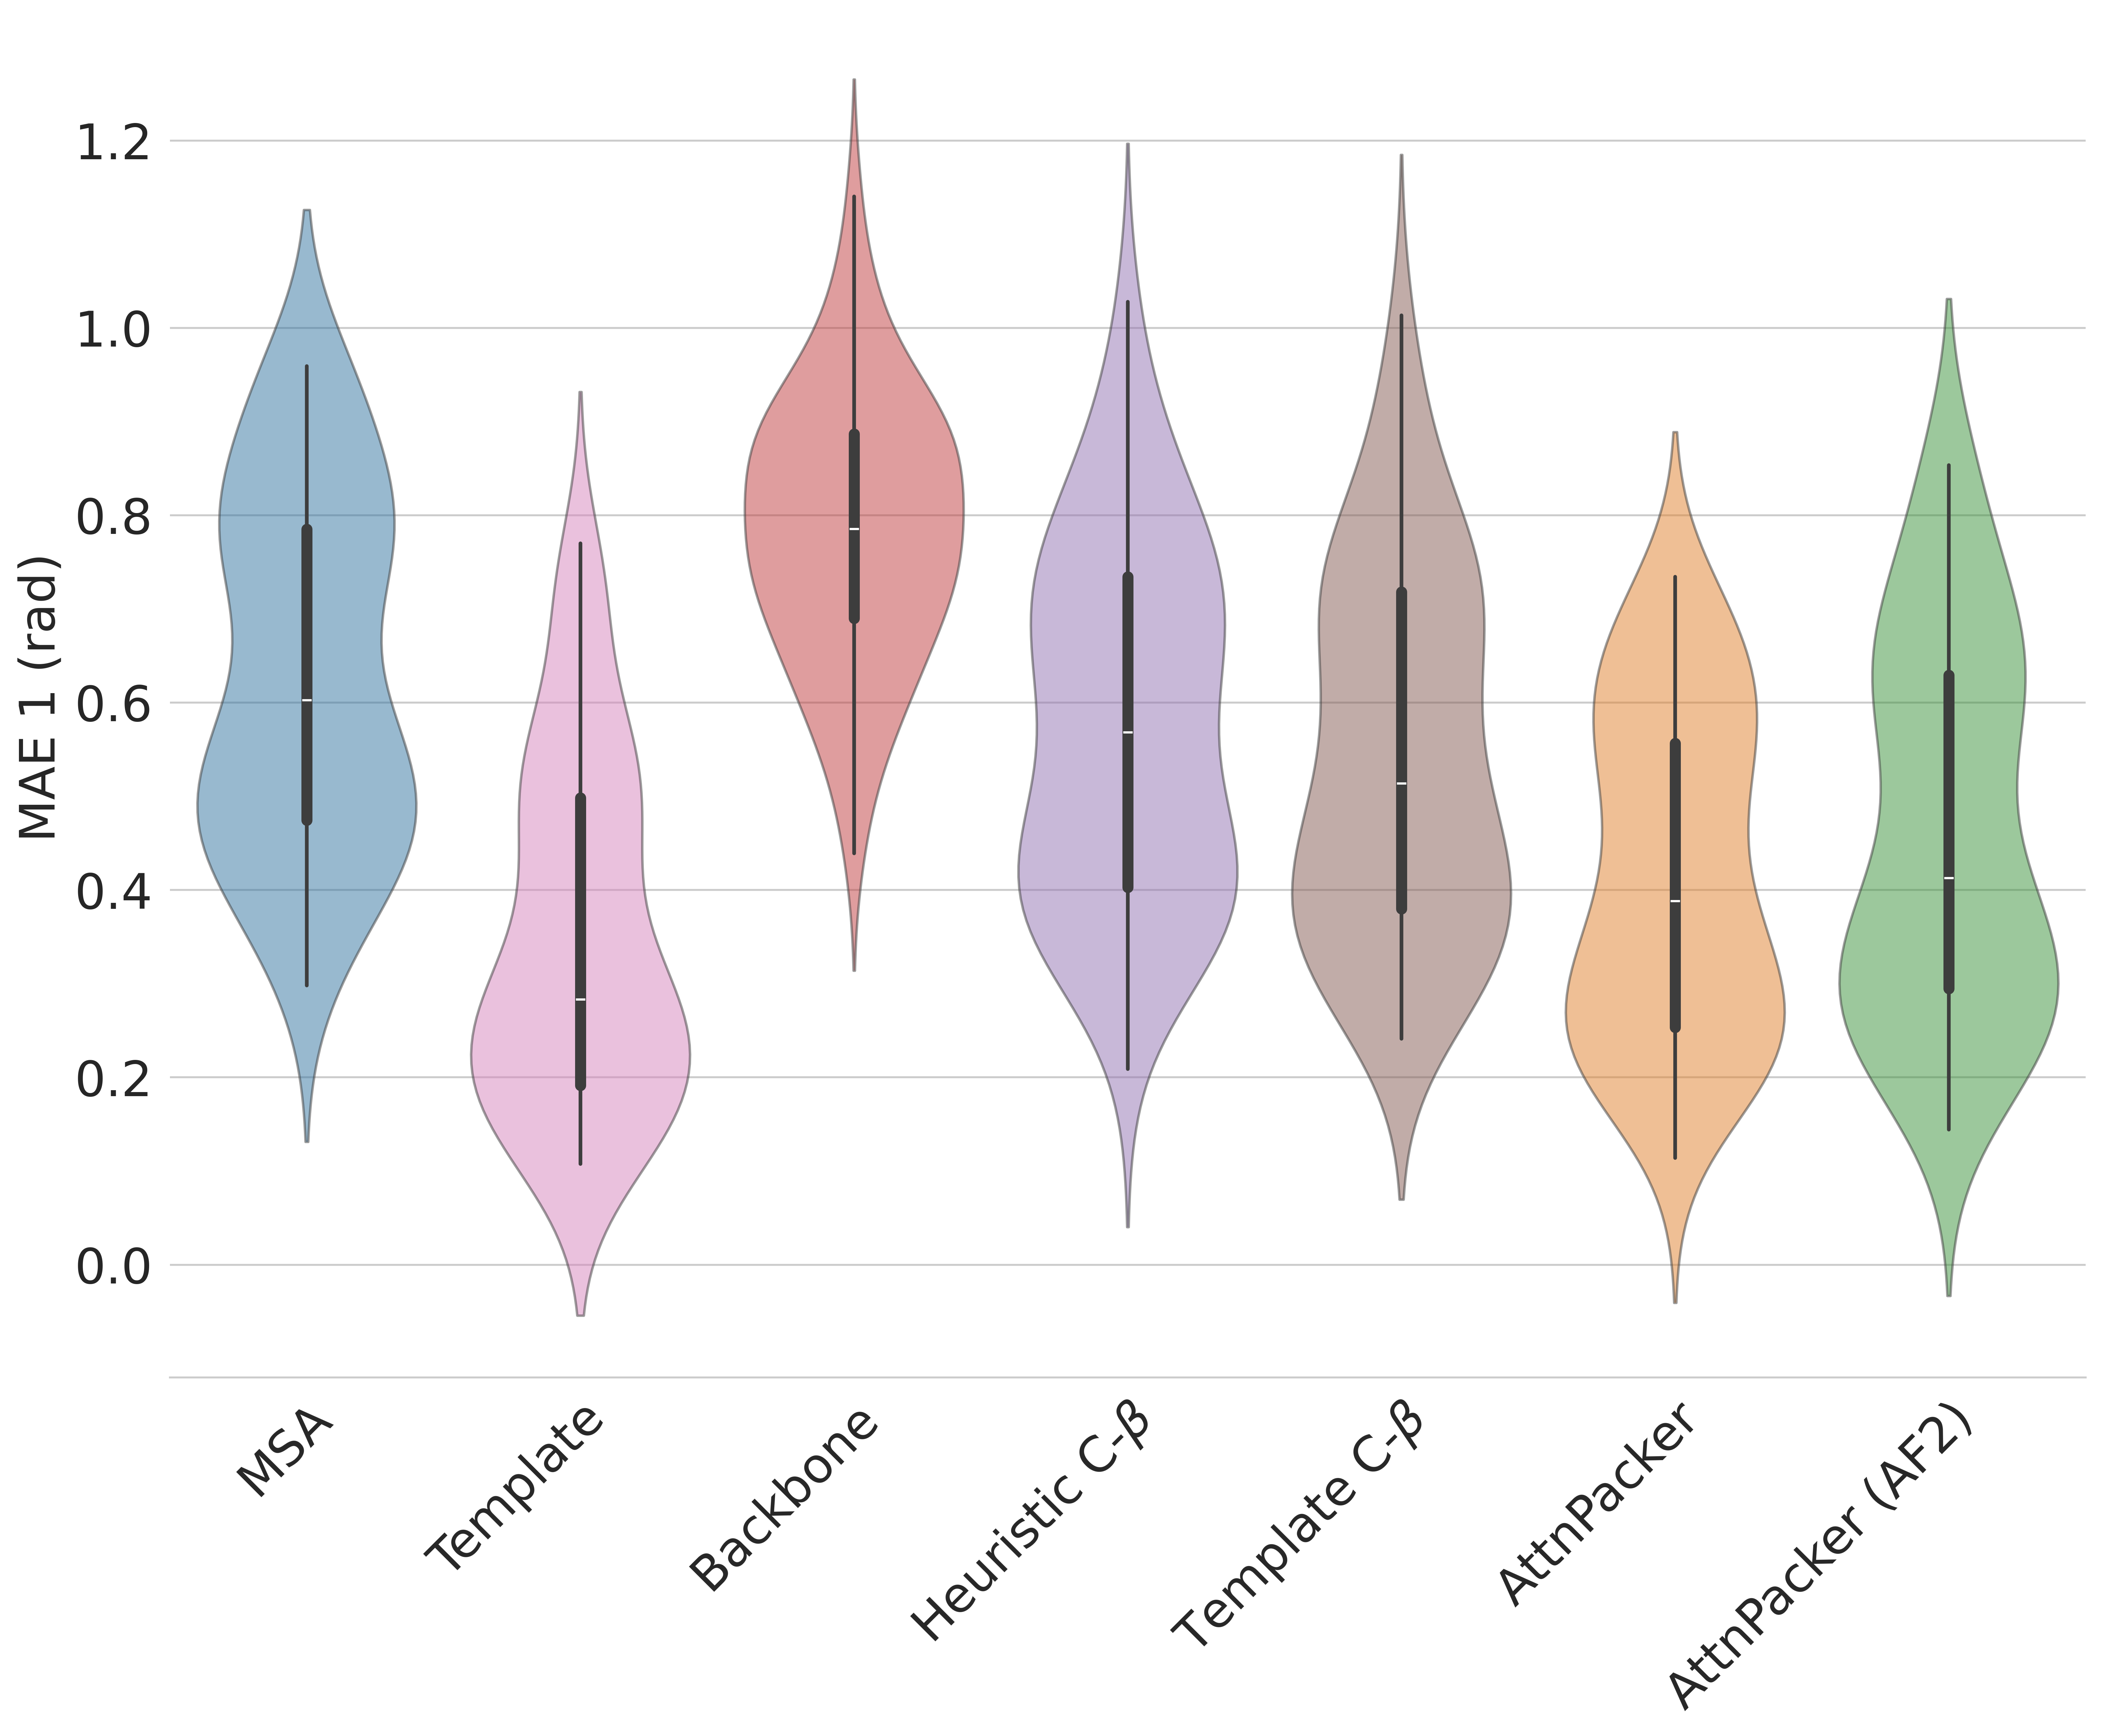 MAE 1 (rad)
1.2
1.0
0.8
0.6
0.4
0.2
0.0
MSA
Template
Backbone
Heuristic C-β
Template C-β
AttnPacker
AttnPacker (AF2)